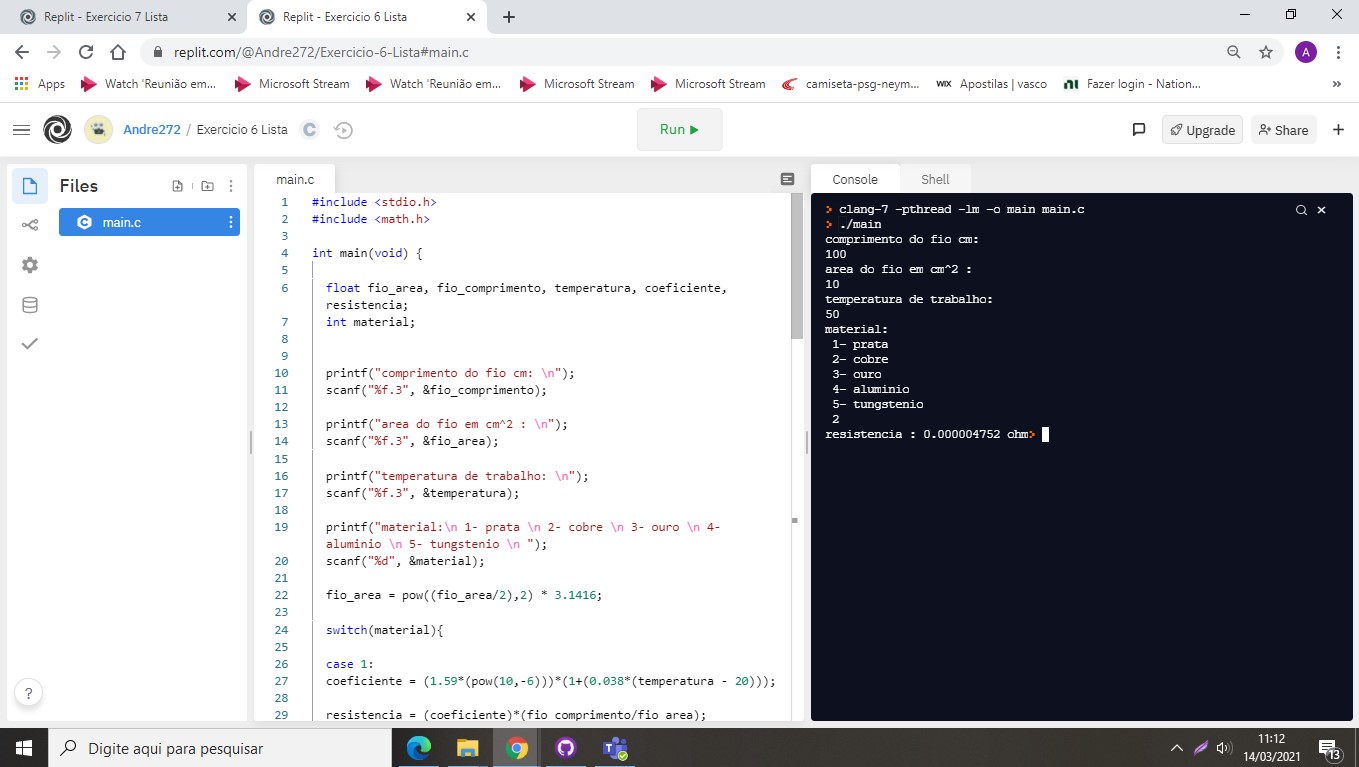 Replit - Exercicio 7 Lista
Replit - Exercicio 6 Lista
replit.com/@Andre272/Exercicio-6-Lista#main.c
A
Apps
Watch 'Reunião em...
Microsoft Stream
Watch 'Reunião em...
Microsoft Stream
Microsoft Stream
camiseta-psg-neym...
WIX Apostilas | vasco
Fazer login - Nation...
»
Andre272 / Exercicio 6 Lista
C
Run
Upgrade
Share
Files
C main.c
?
main.c
1 #include <stdio.h>
2 #include <math.h>
3
4 int main(void) {
5
6 float fio_area, fio_comprimento, temperatura, coeficiente,
resistencia;
7 int material;
8
9
10 printf("comprimento do fio cm: \n");
11 scanf("%f.3", &fio_comprimento);
12
13 printf("area do fio em cm^2 : \n");
14 scanf("%f.3", &fio_area);
15
16 printf("temperatura de trabalho: \n");
17 scanf("%f.3", &temperatura);
18
19 printf("material:\n 1- prata \n 2- cobre \n 3- ouro \n 4-
aluminio \n 5- tungstenio \n ");
20 scanf("%d", &material);
21
22 fio_area = pow((fio_area/2),2) * 3.1416;
23
24 switch(material){
25
26 case 1:
27 coeficiente = (1.59*(pow(10,-6)))*(1+(0.038*(temperatura - 20)));
28
29 resistencia = (coeficiente)*(fio_comprimento/fio_area);
Console
Shell
> clang-7 -pthread -lm -o main main.c
> ./main
comprimento do fio cm:
100
area do fio em cm^2 :
10
temperatura de trabalho:
50
material:
1- prata
2- cobre
3- ouro
4- aluminio
5- tungstenio
2
resistencia : 0.000004752 ohm>
Digite aqui para pesquisar
11:12
14/03/2021
13